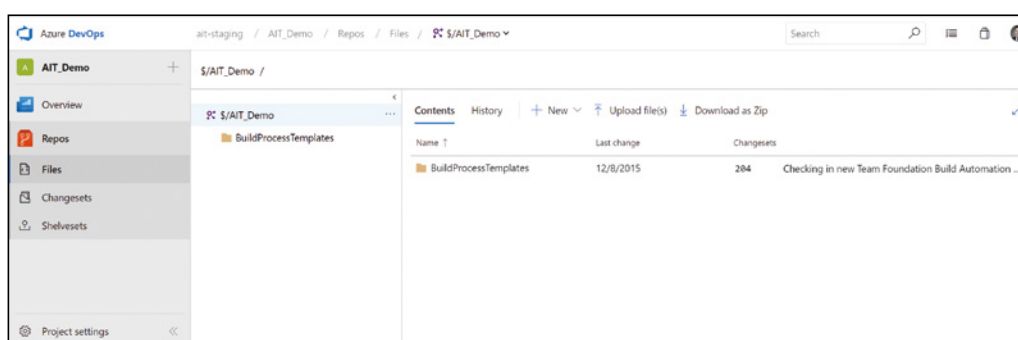 Azure DevOps
ait-staging / AIT_Demo / Repos / Files / $/AIT_Demo
Search
A
AIT_Demo
$/AIT_Demo /
Overview
Repos
Files
Changesets
Shelvesets
Project settings
$/AIT_Demo
BuildProcessTemplates
Contents History New Upload file(s) Download as Zip
Name ↑ Last change Changesets
BuildProcessTemplates 12/8/2015 204 Checking in new Team Foundation Build Automation ...